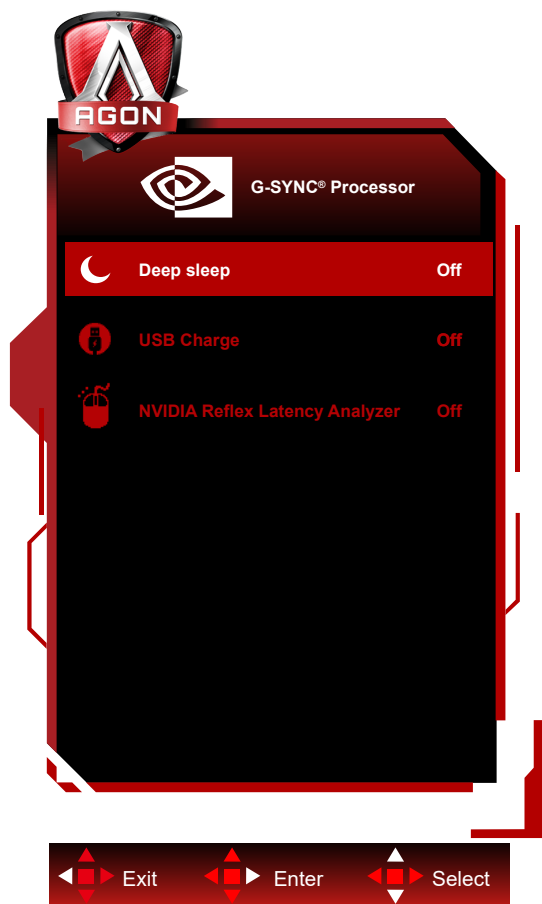 AGON
G-SYNC® Processor
Deep sleep Off
USB Charge Off
NVIDIA Reflex Latency Analyzer Off
Exit Enter Select